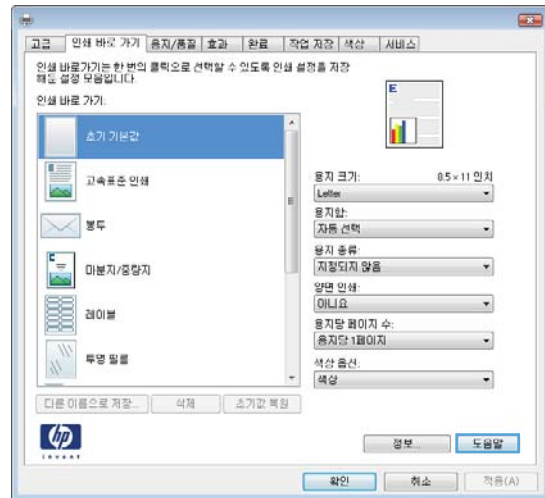 고급 인쇄 바로 가기 용지/품질 효과 완료 작업 저장 색상 서비스
인쇄 바로가기는 한 번의 클릭으로 선택할 수 있도록 인쇄 설정을 저장
해둔 설정 모음입니다.
인쇄 바로 가기:
초기 기본값
고속표준 인쇄
봉투
마분지/중량지
레이블
투명 필름
다른 이름으로 저장... 삭제 초기값 복원
E
용지 크기: 8.5 × 11 인치
Letter
용지함:
자동 선택
용지 종류:
지정되지 않음
양면 인쇄:
아니요
용지당 페이지 수:
용지당 1페이지
색상 옵션:
색상
hp
invent
정보... 도움말
확인 취소 적용(A)